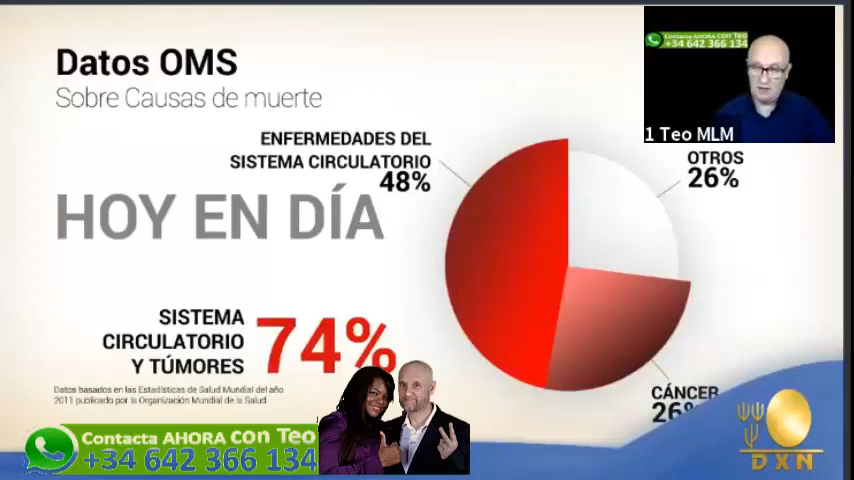 Datos OMS
Sobre Causas de muerte
Contacta AHORA con Teo
+34 642 366 134
1 Teo MLM
ENFERMEDADES DEL
SISTEMA CIRCULATORIO
48%
OTROS
26%
HOY EN DÍA
SISTEMA
CIRCULATORIO
Y TÚMORES
74%
Datos basados en las Estadísticas de Salud Mundial del año
2011 publicado por la Organización Mundial de la Salud
CÁNCER
26%
Contacta AHORA con Teo
+34 642 366 134
DXN